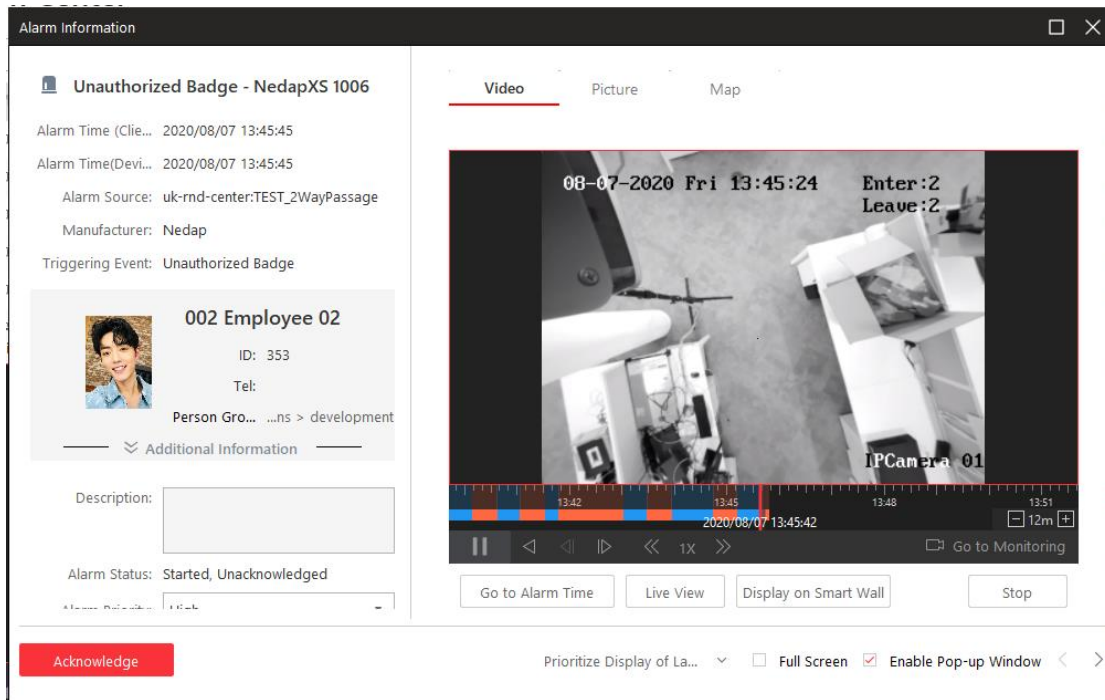 Alarm Information
Unauthorized Badge - NedapXS 1006
Alarm Time (Clie... 2020/08/07 13:45:45
Alarm Time(Devi... 2020/08/07 13:45:45
Alarm Source: uk-rnd-center:TEST_2WayPassage
Manufacturer: Nedap
Triggering Event: Unauthorized Badge
002 Employee 02
ID: 353
Tel:
Person Gro... ...ns > development
Additional Information
Description:
Alarm Status: Started, Unacknowledged
Acknowledge
Video Picture Map
08-07-2020 Fri 13:45:24 Enter:2
Leave:2
IPCamera 01
13:42 13:45 13:48 13:51
2020/08/07 13:45:42 12m
1X Go to Monitoring
Go to Alarm Time Live View Display on Smart Wall Stop
Prioritize Display of La... Full Screen Enable Pop-up Window